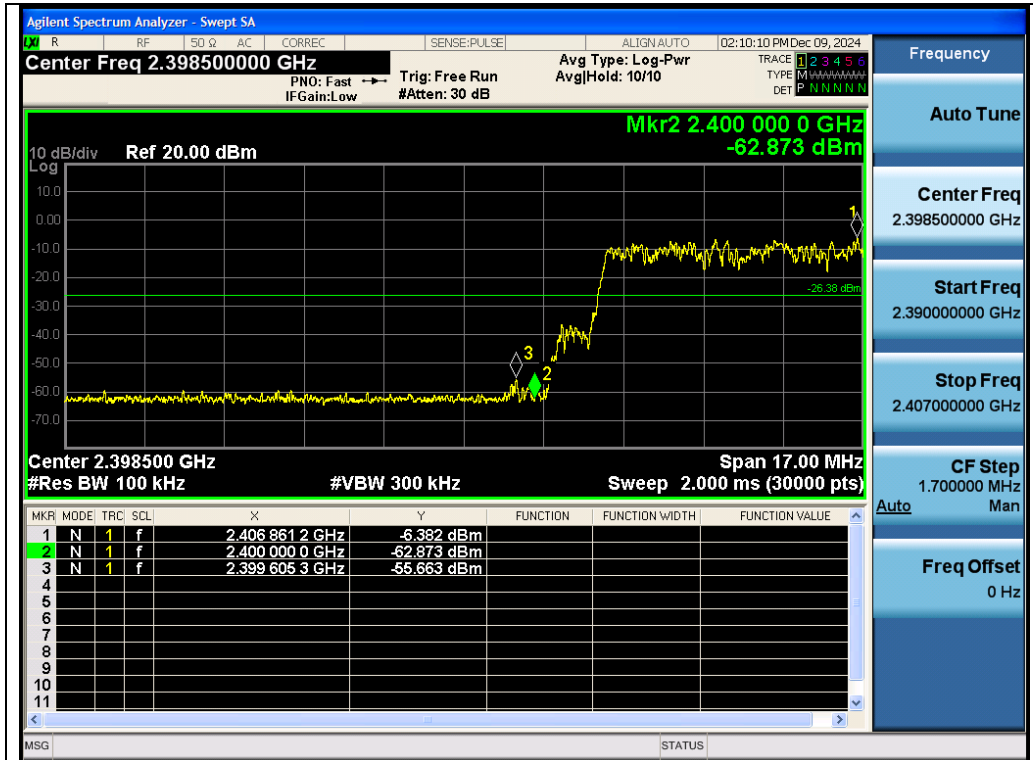 Agilent Spectrum Analyzer - Swept SA
LXI R RF 50 Ω AC CORREC SENSE:PULSE ALIGN AUTO 02:10:10 PM Dec 09, 2024
Center Freq 2.398500000 GHz
PNO: Fast
IFGain:Low
Trig: Free Run
#Atten: 30 dB
Avg Type: Log-Pwr
Avg|Hold: 10/10
TRACE 1 2 3 4 5 6
TYPE M WWWWW
DET P N N N N N
Mkr2 2.400 000 0 GHz
-62.873 dBm
10 dB/div Ref 20.00 dBm
Log
10.0
0.00
-10.0
-20.0
-30.0
-40.0
-50.0
-60.0
-70.0
1
-26.38 dBm
3
2
Center 2.398500 GHz Span 17.00 MHz
#Res BW 100 kHz #VBW 300 kHz Sweep 2.000 ms (30000 pts)
MKR MODE TRC SCL X Y FUNCTION FUNCTION WIDTH FUNCTION VALUE
1 N 1 f 2.406 861 2 GHz -6.382 dBm
2 N 1 f 2.400 000 0 GHz -62.873 dBm
3 N 1 f 2.399 605 3 GHz -55.663 dBm
4
5
6
7
8
9
10
11
MSG STATUS
Frequency
Auto Tune
Center Freq
2.398500000 GHz
Start Freq
2.390000000 GHz
Stop Freq
2.407000000 GHz
CF Step
1.700000 MHz
Auto Man
Freq Offset
0 Hz